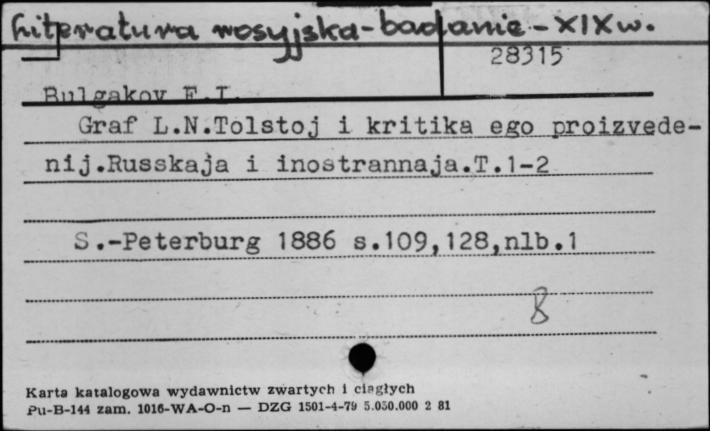 Literatura rosyjska-badanie-XIXw.
28315
Bulgakov F.I.
Graf L.N.Tolstoj i kritika ego proizvede-
nij.Russkaja i inostrannaja.T.1-2
S.-Peterburg 1886 s.109,128,nlb.1
B
Karta katalogowa wydawnictw zwartych i ciągłych
Pu-B-144 zam. 1016-WA-O-n — DZG 1501-4-79 5.050.000 2 81